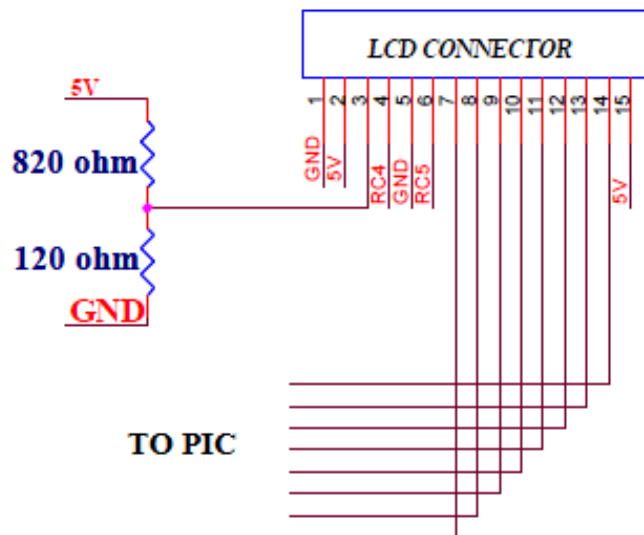 LCD CONNECTOR
5V
820 ohm
120 ohm
GND
1
2
3
4
5
6
7
8
9
10
11
12
13
14
15
GND
5V
RC4
GND
RC5
5V
TO PIC